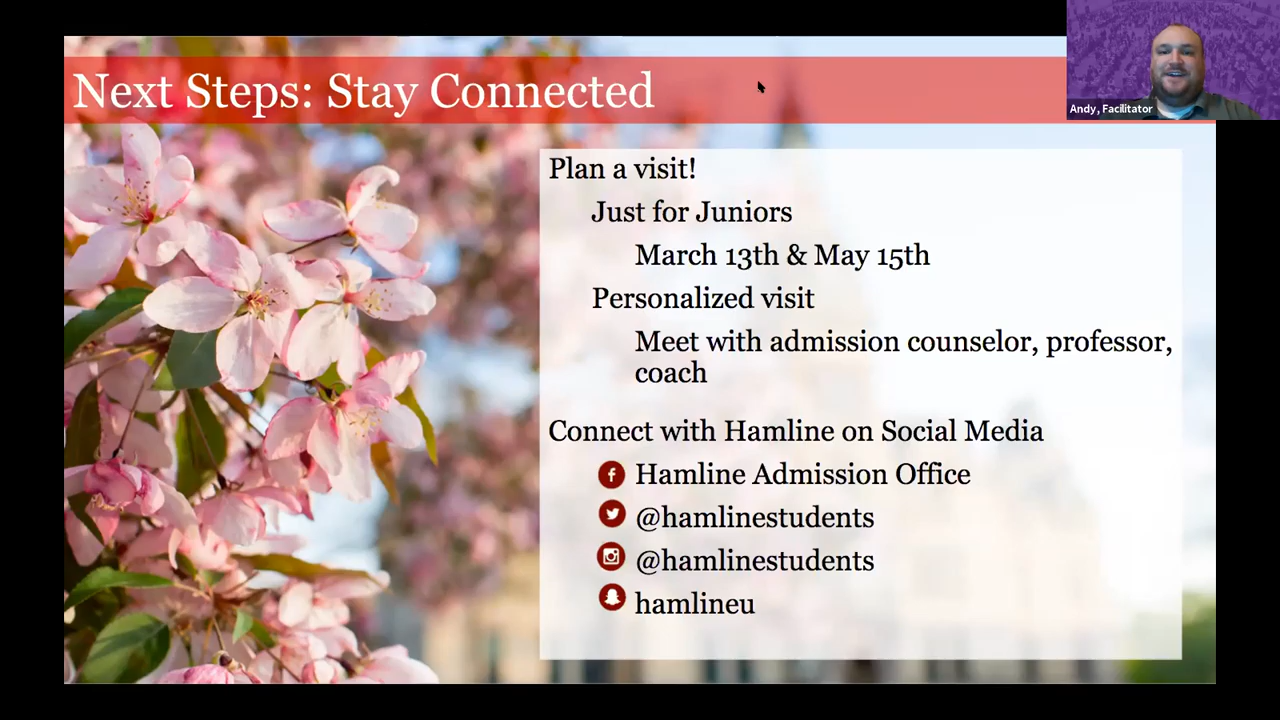 Next Steps: Stay Connected
Andy, Facilitator
Plan a visit!
Just for Juniors
March 13th & May 15th
Personalized visit
Meet with admission counselor, professor,
coach
Connect with Hamline on Social Media
Hamline Admission Office
@hamlinestudents
@hamlinestudents
hamlineu